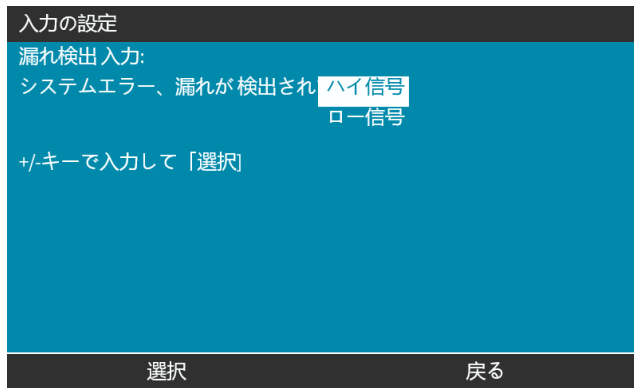 入力の設定
漏れ検出入力:
システムエラー、漏れが検出され ハイ信号
ロー信号
+/-キーで入力して「選択]
選択 戻る